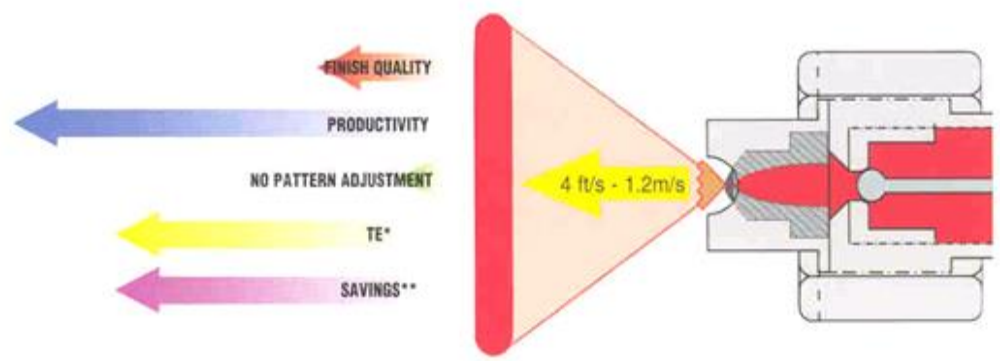 FINISH QUALITY
PRODUCTIVITY
NO PATTERN ADJUSTMENT
4 ft/s - 1.2m/s
TE*
SAVINGS**